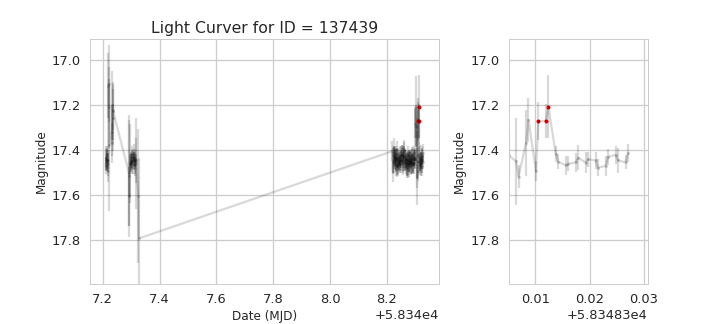 Light Curver for ID = 137439
Magnitude
17.0
17.2
17.4
17.6
17.8
7.2 7.4 7.6 7.8 8.0 8.2
Date (MJD)
+5.834e4
Magnitude
17.0
17.2
17.4
17.6
17.8
0.01 0.02 0.03
+5.83483e4